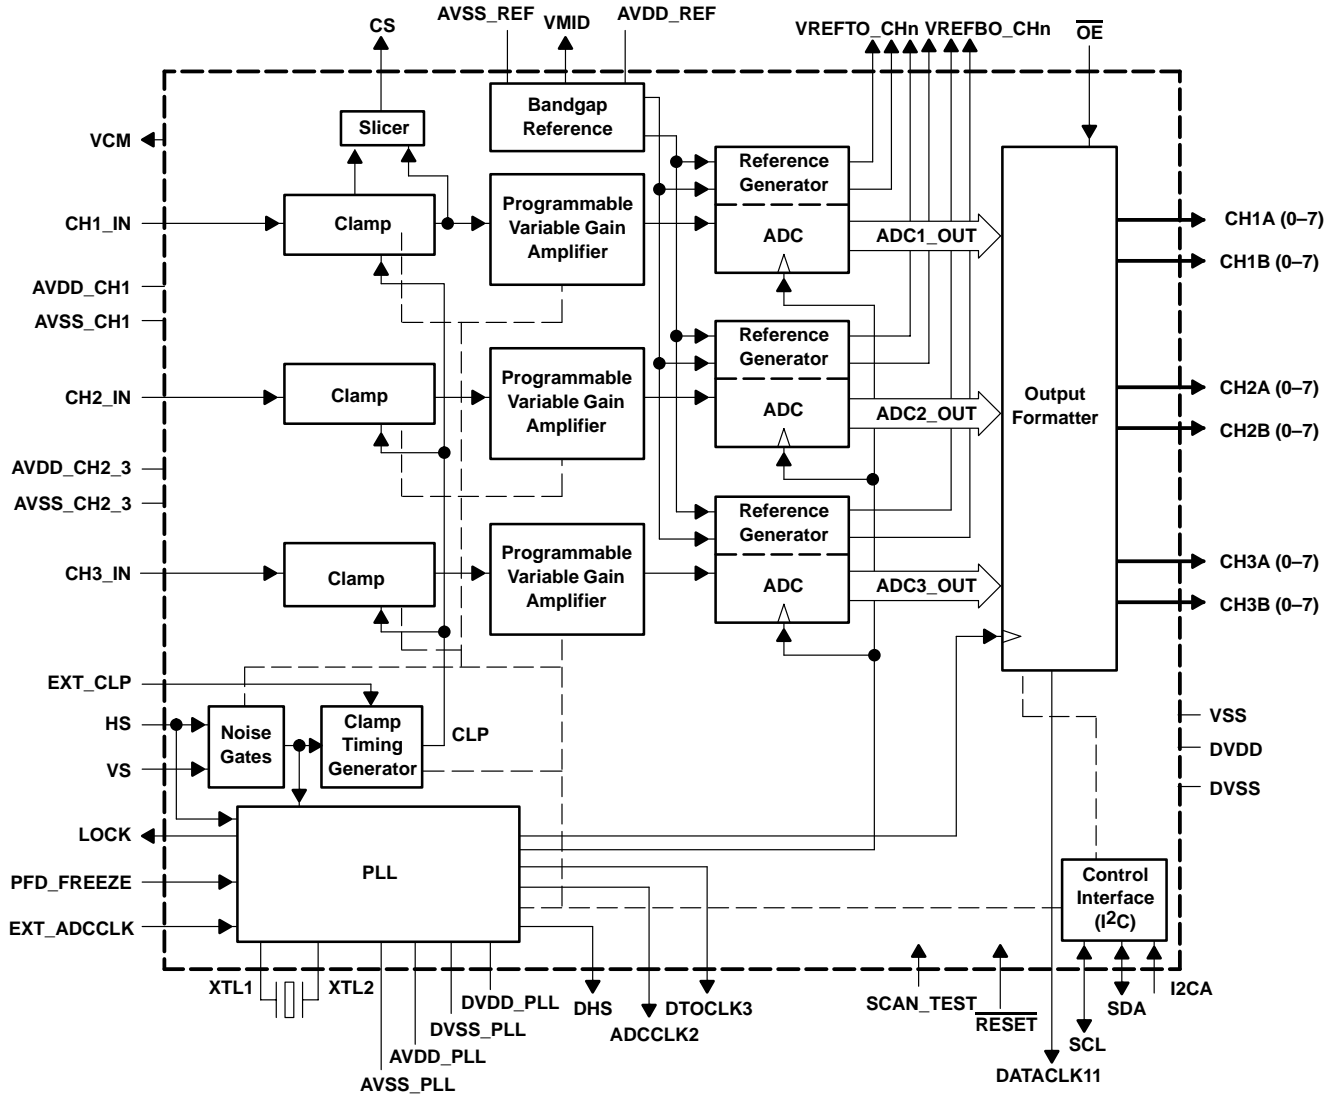 AVSS_REF
AVDD_REF
CS
VMID
VREFTO_CHn
VREFBO_CHn
OE
Bandgap
Reference
Slicer
VCM
Reference
Generator
Programmable
Variable Gain
Amplifier
CH1_IN
Clamp
ADC
ADC1_OUT
CH1A (0–7)
CH1B (0–7)
AVDD_CH1
AVSS_CH1
Reference
Generator
Programmable
Variable Gain
Amplifier
CH2_IN
Clamp
ADC
ADC2_OUT
Output
Formatter
CH2A (0–7)
CH2B (0–7)
AVDD_CH2_3
AVSS_CH2_3
Reference
Generator
Programmable
Variable Gain
Amplifier
CH3_IN
Clamp
ADC
ADC3_OUT
CH3A (0–7)
CH3B (0–7)
EXT_CLP
HS
VS
Noise
Gates
Clamp
Timing
Generator
CLP
VSS
DVDD
DVSS
LOCK
PFD_FREEZE
EXT_ADCCLK
PLL
Control
Interface
(I2C)
XTL1
XTL2
DVDD_PLL
DVSS_PLL
AVDD_PLL
AVSS_PLL
DHS
ADCCLK2
DTOCLK3
SCAN_TEST
RESET
DATACLK11
SCL
SDA
I2CA